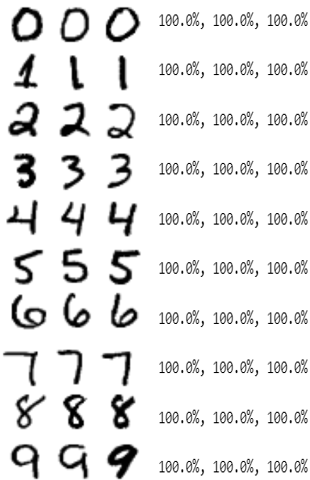 0 0 0 100.0%, 100.0%, 100.0%
1 1 1 100.0%, 100.0%, 100.0%
2 2 2 100.0%, 100.0%, 100.0%
3 3 3 100.0%, 100.0%, 100.0%
4 4 4 100.0%, 100.0%, 100.0%
5 5 5 100.0%, 100.0%, 100.0%
6 6 6 100.0%, 100.0%, 100.0%
7 7 7 100.0%, 100.0%, 100.0%
8 8 8 100.0%, 100.0%, 100.0%
9 9 9 100.0%, 100.0%, 100.0%